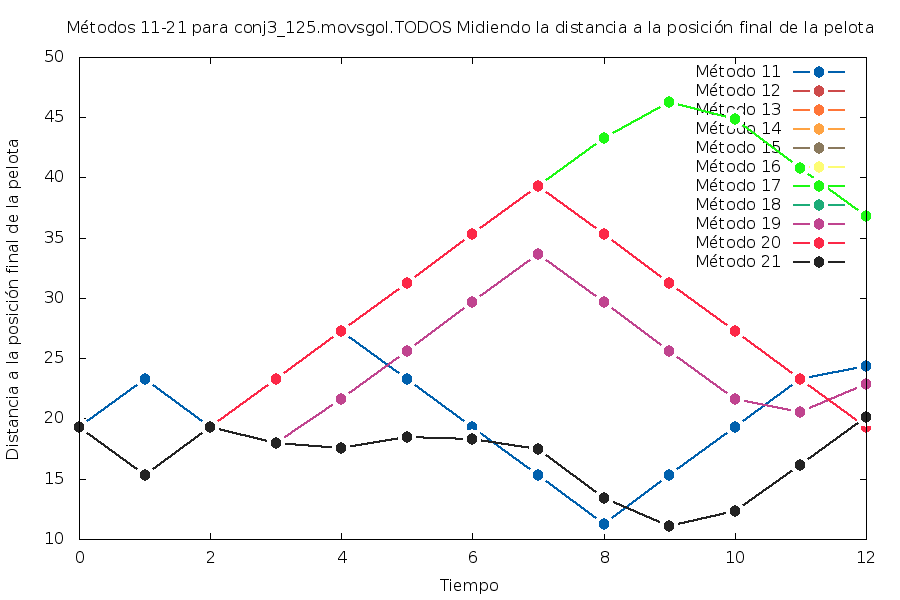 Métodos 11-21 para conj3_125.movsgol.TODOS Midiendo la distancia a la posición final de la pelota
50
45
40
35
30
25
20
15
10
Distancia a la posición final de la pelota
Método 11
Método 12
Método 13
Método 14
Método 15
Método 16
Método 17
Método 18
Método 19
Método 20
Método 21
0 2 4 6 8 10 12
Tiempo